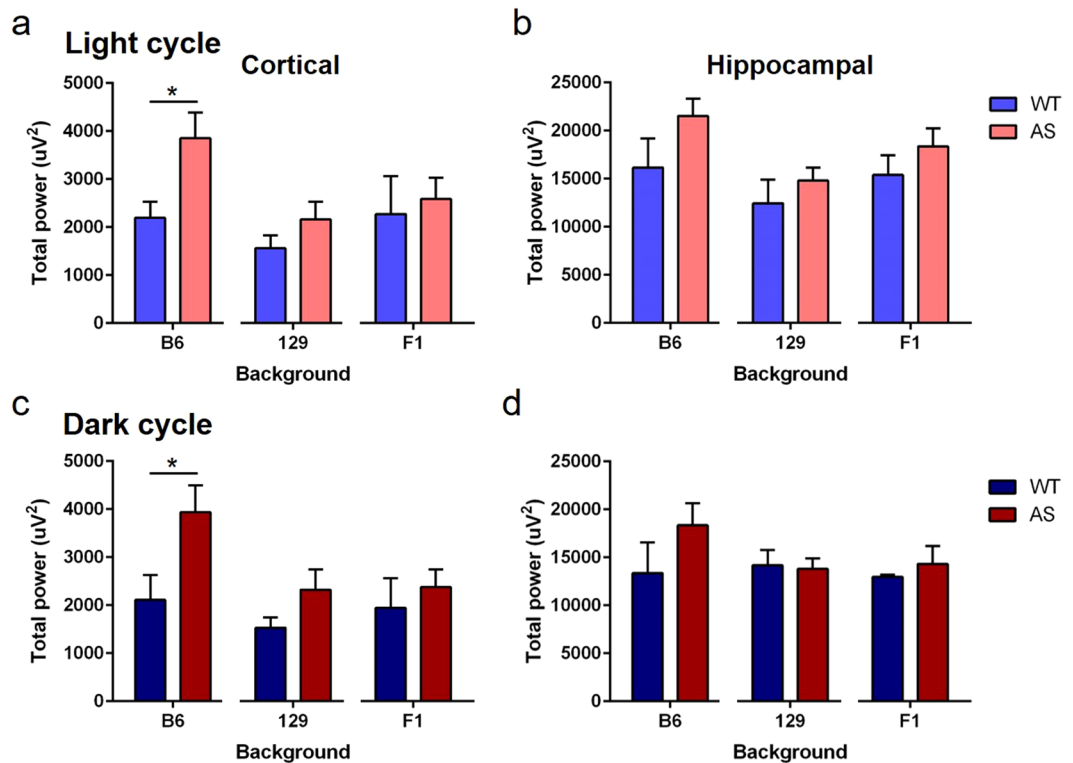 a
Light cycle
Cortical
5000
4000
3000
2000
1000
0
Total power (uV²)
*
B6
129
F1
Background
b
Hippocampal
25000
20000
15000
10000
5000
0
Total power (uV²)
B6
129
F1
Background
WT
AS
c
Dark cycle
5000
4000
3000
2000
1000
0
Total power (uV²)
*
B6
129
F1
Background
d
25000
20000
15000
10000
5000
0
Total power (uV²)
B6
129
F1
Background
WT
AS